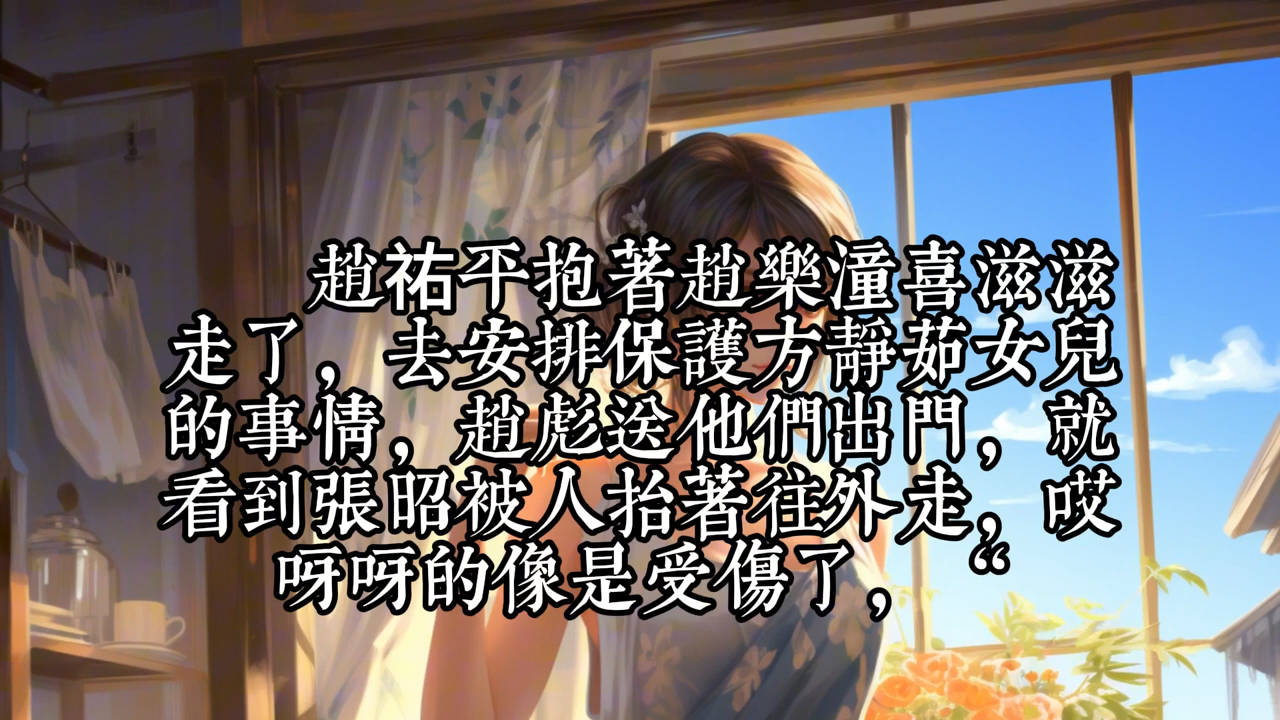 趙祐平抱著趙樂潼喜滋滋
走了，去安排保護方靜茹女兒
的事情，趙彪送他們出門，就
看到張昭被人抬著往外走，哎
呀呀的像是受傷了，“